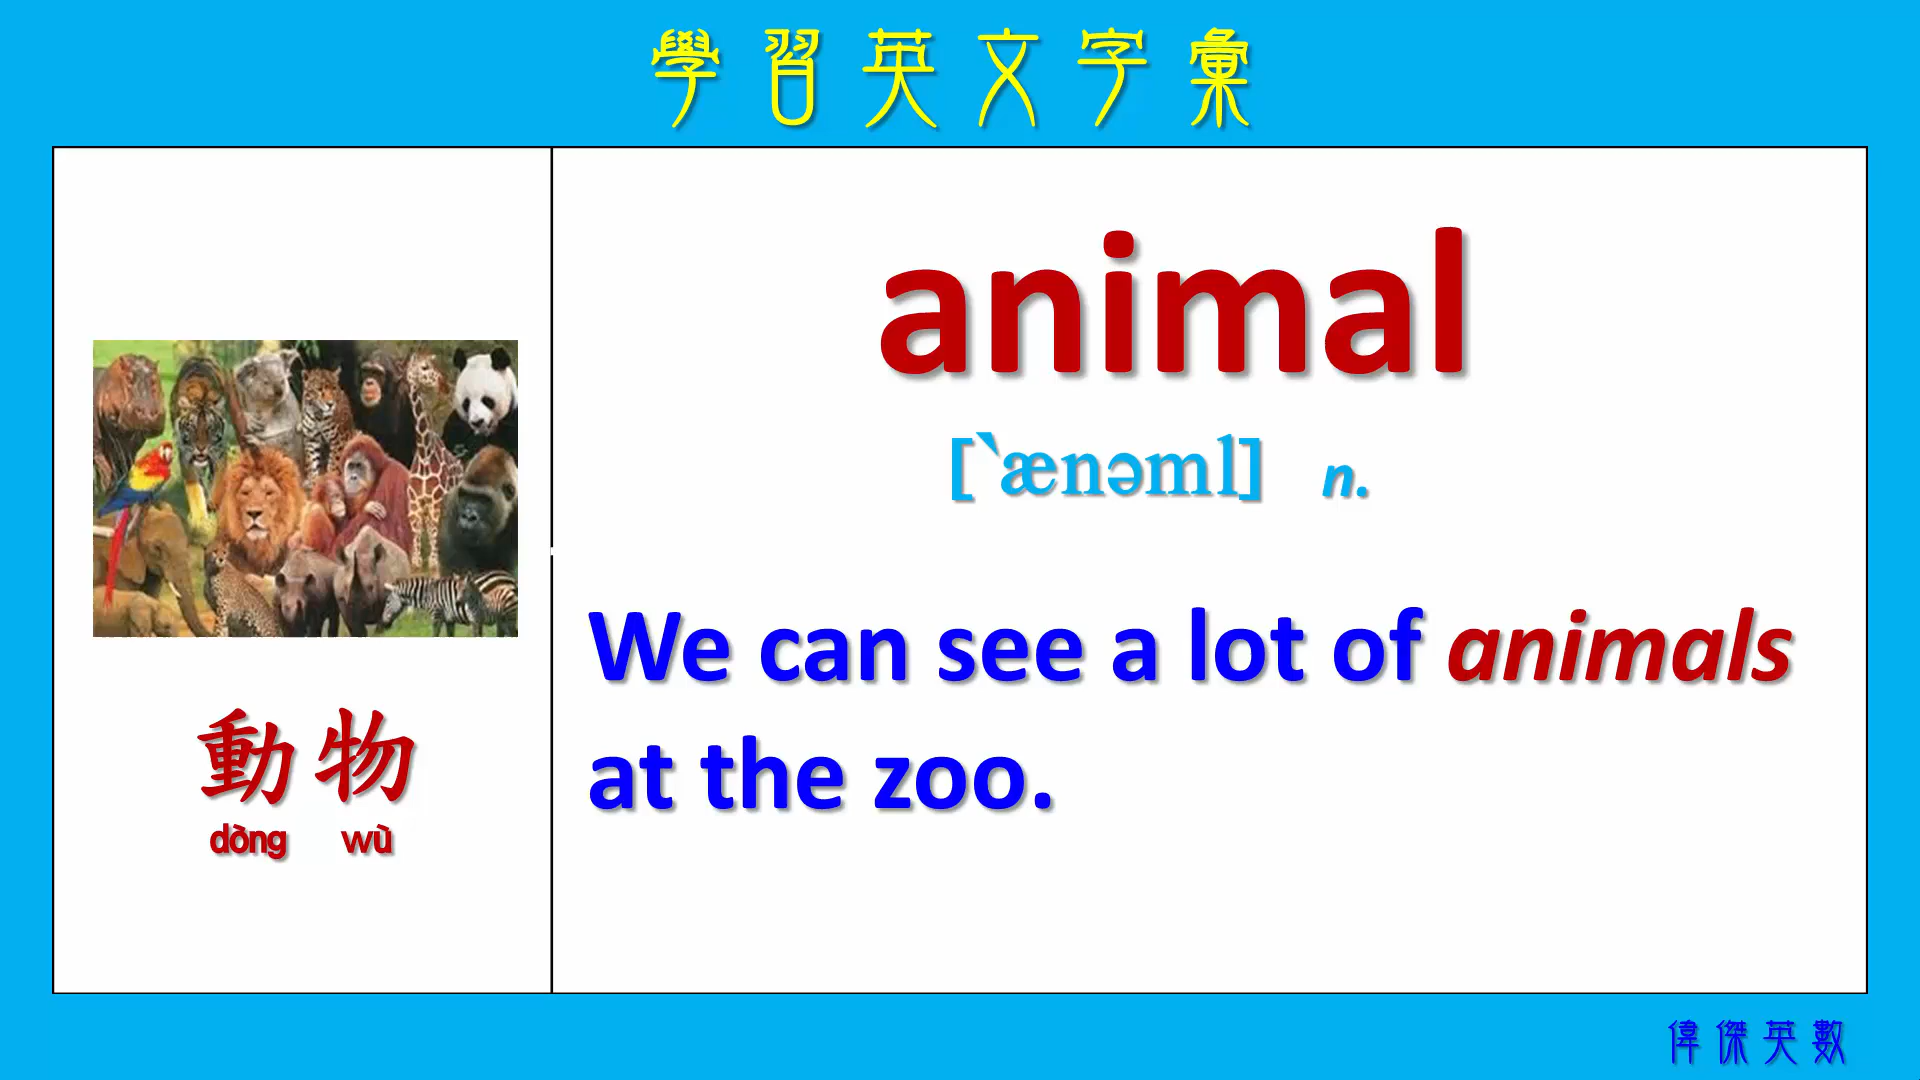 學習英文字彙
animal
[ˋænəml] n.
We can see a lot of animals
at the zoo.
動物
dòng wù
偉傑英數